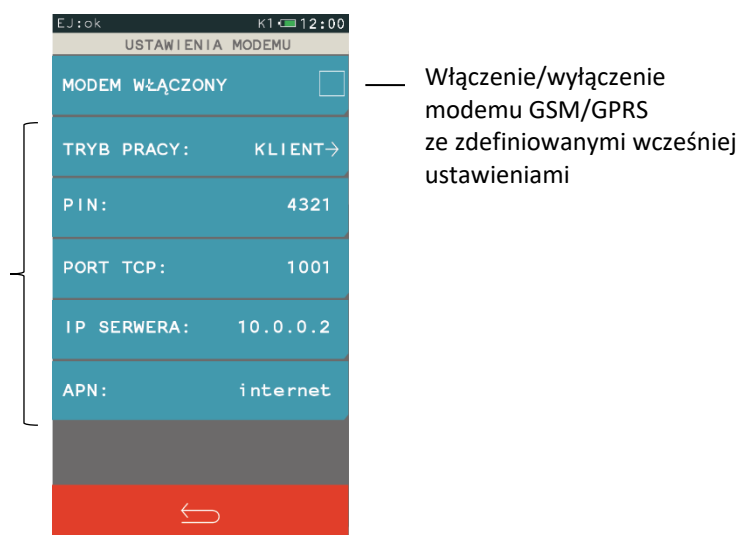 EJ:ok K1 12:00
USTAWIENIA MODEMU
MODEM WŁĄCZONY
TRYB PRACY: KLIENT→
PIN: 4321
PORT TCP: 1001
IP SERWERA: 10.0.0.2
APN: internet
Włączenie/wyłączenie
modemu GSM/GPRS
ze zdefiniowanymi wcześniej
ustawieniami